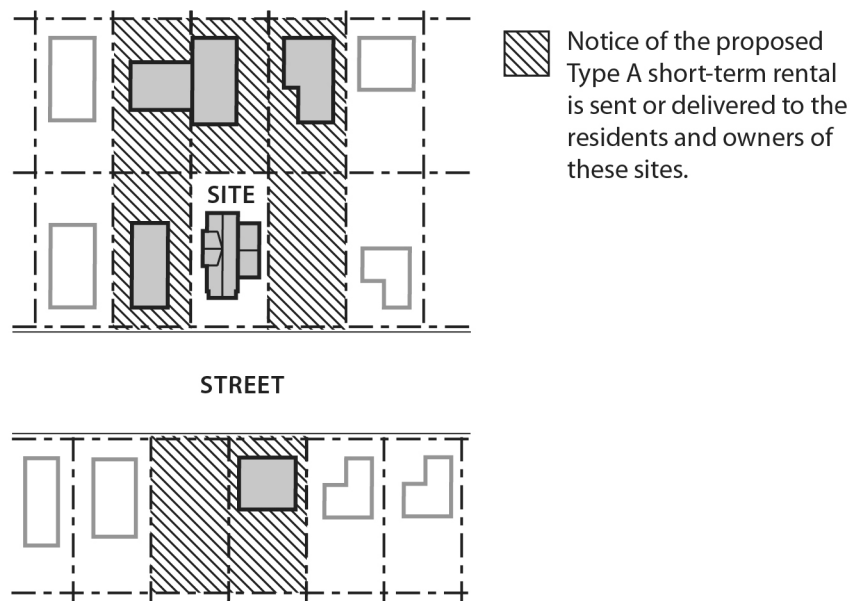 Notice of the proposed
Type A short-term rental
is sent or delivered to the
residents and owners of
these sites.
SITE
STREET